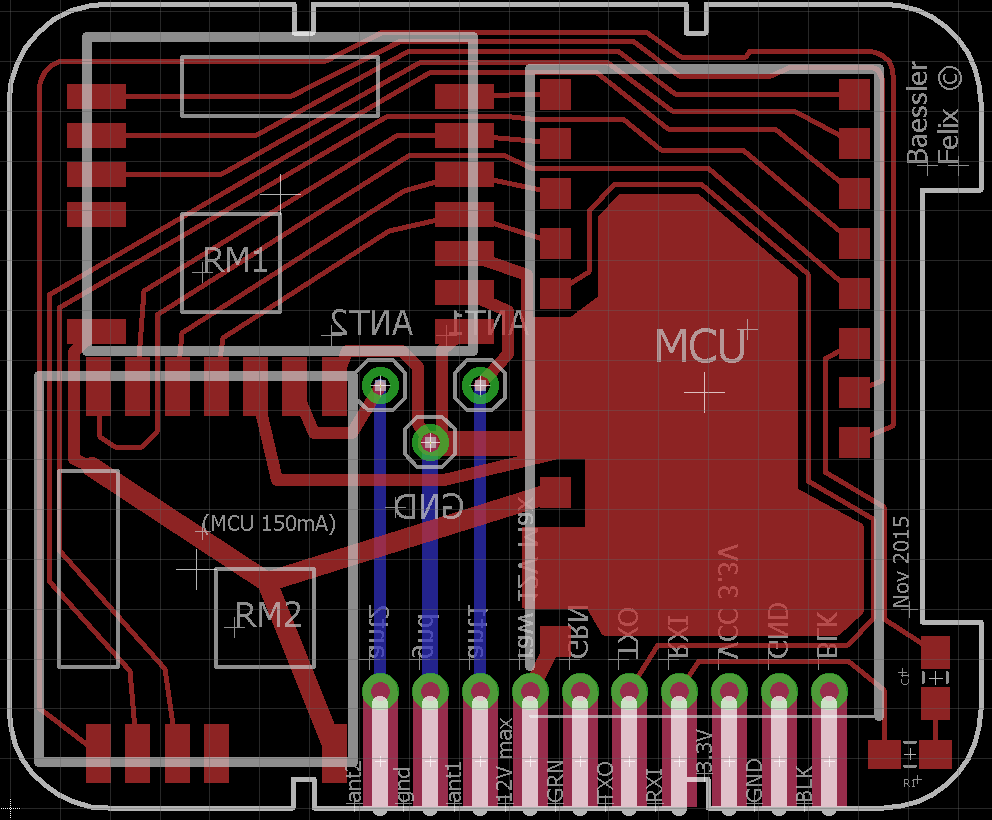 Baessler
Felix ©
RM1
ANT2
ANT1
MCU
GND
(MCU 150mA)
Nov 2015
12V Max
RM2
ant2
gnd
ant1
GRN
TXO
RXI
VCC 3.3V
GND
BLK
C1
R1
ant2
gnd
ant1
12V max
GRN
TXO
RXI
3.3V
GND
BLK